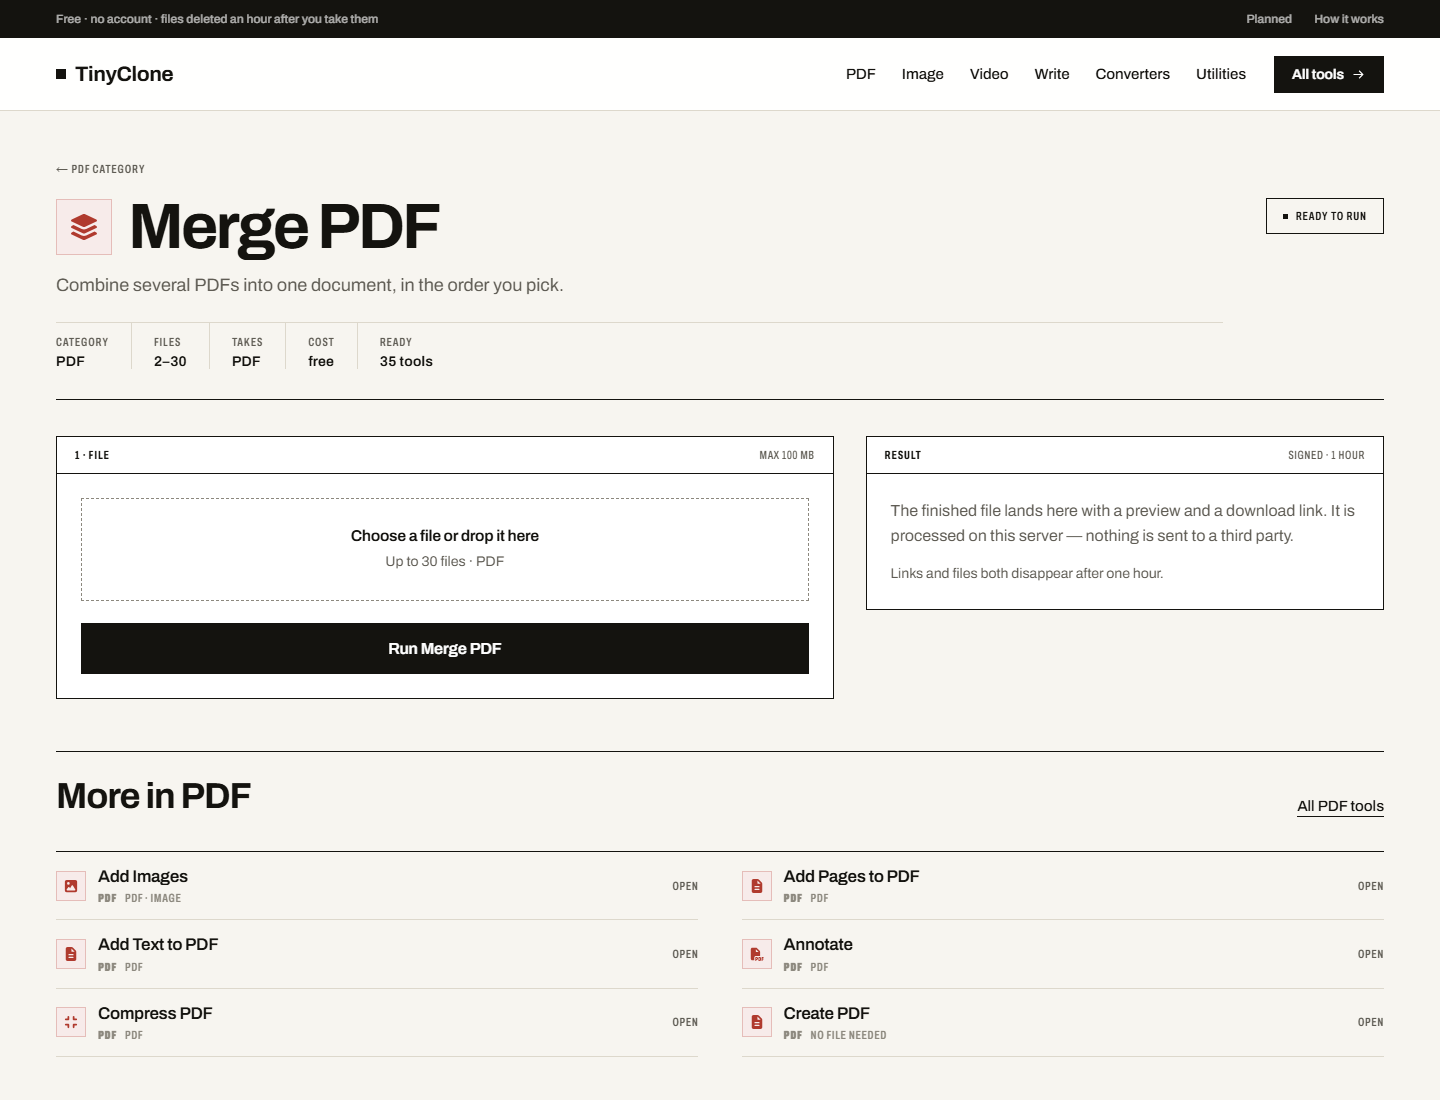 Free · no account · files deleted an hour after you take them
Planned
How it works
TinyClone
PDF
Image
Video
Write
Converters
Utilities
All tools →
← PDF CATEGORY
Merge PDF
READY TO RUN
Combine several PDFs into one document, in the order you pick.
CATEGORY
PDF
FILES
2–30
TAKES
PDF
COST
free
READY
35 tools
1 · FILE
MAX 100 MB
Choose a file or drop it here
Up to 30 files · PDF
Run Merge PDF
RESULT
SIGNED · 1 HOUR
The finished file lands here with a preview and a download link. It is
processed on this server — nothing is sent to a third party.
Links and files both disappear after one hour.
More in PDF
All PDF tools
Add Images
PDF PDF · IMAGE
OPEN
Add Pages to PDF
PDF PDF
OPEN
Add Text to PDF
PDF PDF
OPEN
Annotate
PDF PDF
OPEN
Compress PDF
PDF PDF
OPEN
Create PDF
PDF NO FILE NEEDED
OPEN